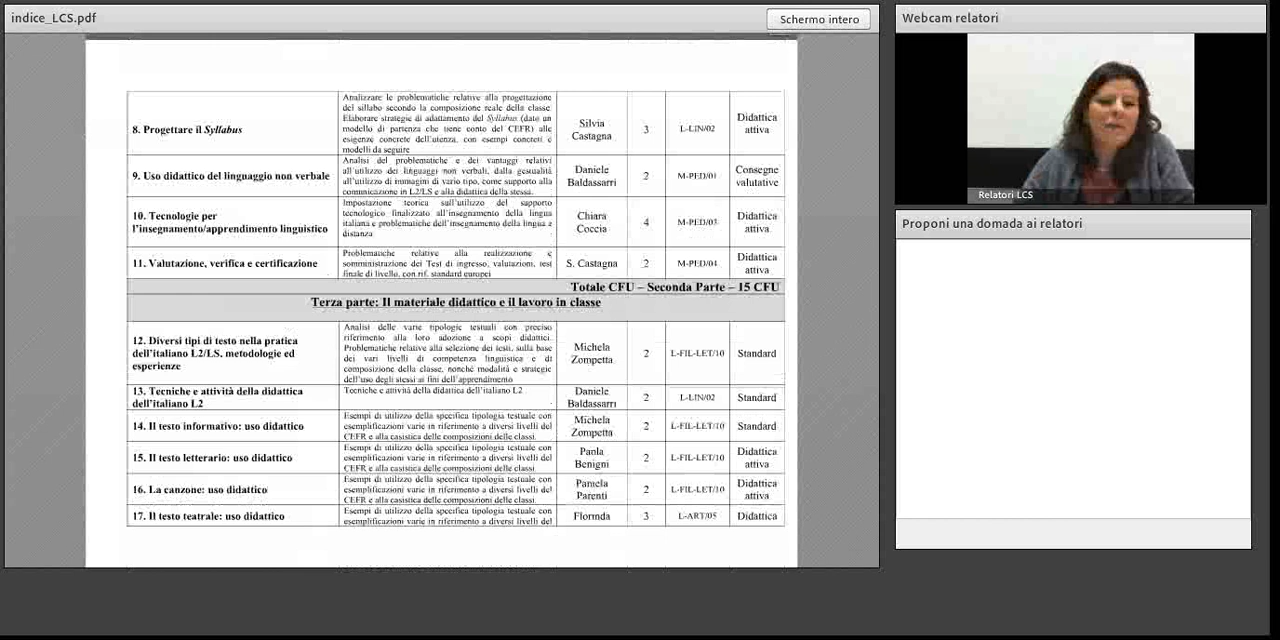 indice_LCS.pdf
Schermo intero
8. Progettare il Syllabus
Analizzare le problematiche relative alla progettazione
del sillabo secondo la composizione reale della classe
Elaborare strategie di adattamento del Syllabus (dato un
modello di partenza che tiene conto del CEFR) alle
esigenze concrete dell'utenza, con esempi concreti e
modelli da seguire
Silvia
Castagna
3
L-LIN/02
Didattica
attiva
9. Uso didattico del linguaggio non verbale
Analisi del problematiche e dei vantaggi relativi
all'utilizzo dei linguaggi non verbali, dalla gestualità
all'utilizzo di immagini di vario tipo, come supporto alla
comunicazione in L2/LS e alla didattica della stessa.
Daniele
Baldassarri
2
M-PED/01
Consegne
valutative
10. Tecnologie per
l'insegnamento/apprendimento linguistico
Impostazione teorica sull'utilizzo del supporto
tecnologico finalizzato all'insegnamento della lingua
italiana e problematiche dell'insegnamento della lingua a
distanza
Chiara
Coccia
4
M-PED/03
Didattica
attiva
11. Valutazione, verifica e certificazione
Problematiche relative alla realizzazione e
somministrazione dei Test di ingresso, valutazioni, test
finale di livello, con rif. standard europei
S. Castagna
2
M-PED/04
Didattica
attiva
Totale CFU – Seconda Parte – 15 CFU
Terza parte: Il materiale didattico e il lavoro in classe
12. Diversi tipi di testo nella pratica
dell'italiano L2/LS. metodologie ed
esperienze
Analisi delle varie tipologie testuali con preciso
riferimento alla loro adozione a scopi didattici.
Problematiche relative alla selezione dei testi, sulla base
dei vari livelli di competenza linguistica e di
composizione della classe, nonché modalità e strategie
dell'uso degli stessi ai fini dell'apprendimento
Michela
Zompetta
2
L-FIL-LET/10
Standard
13. Tecniche e attività della didattica
dell'italiano L2
Tecniche e attività della didattica dell'italiano L2
Daniele
Baldassarri
2
L-LIN/02
Standard
14. Il testo informativo: uso didattico
Esempi di utilizzo della specifica tipologia testuale con
esemplificazioni varie in riferimento a diversi livelli del
CEFR e alla casistica delle composizioni delle classi.
Michela
Zompetta
2
L-FIL-LET/10
Standard
15. Il testo letterario: uso didattico
Esempi di utilizzo della specifica tipologia testuale con
esemplificazioni varie in riferimento a diversi livelli del
CEFR e alla casistica delle composizioni delle classi
Paola
Benigni
2
L-FIL-LET/10
Didattica
attiva
16. La canzone: uso didattico
Esempi di utilizzo della specifica tipologia testuale con
esemplificazioni varie in riferimento a diversi livelli del
CEFR e alla casistica delle composizioni delle classi.
Pamela
Parenti
2
L-FIL-LET/10
Didattica
attiva
17. Il testo teatrale: uso didattico
Esempi di utilizzo della specifica tipologia testuale con
esemplificazioni varie in riferimento a diversi livelli del
Florinda
3
L-ART/05
Didattica
Webcam relatori
Relatori LCS
Proponi una domada ai relatori